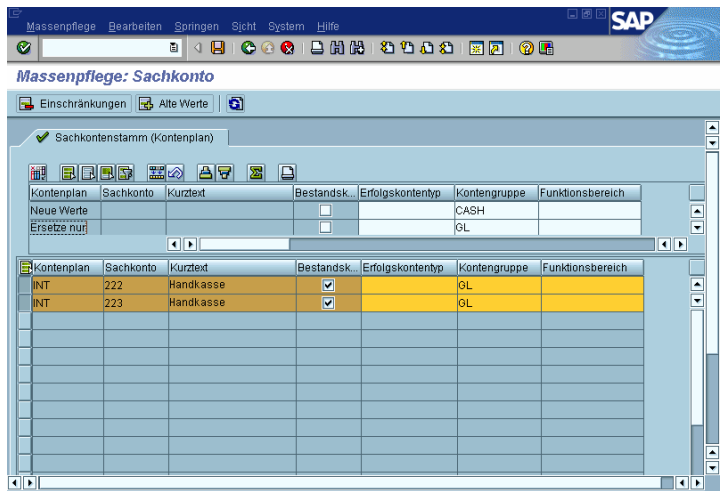 Massenpflege Bearbeiten Springen Sicht System Hilfe
SAP
Massenpflege: Sachkonto
Einschränkungen Alte Werte
Sachkontenstamm (Kontenplan)
Kontenplan Sachkonto Kurztext Bestandsk... Erfolgskontentyp Kontengruppe Funktionsbereich
Neue Werte CASH
Ersetze nur GL
Kontenplan Sachkonto Kurztext Bestandsk... Erfolgskontentyp Kontengruppe Funktionsbereich
INT 222 Handkasse GL
INT 223 Handkasse GL